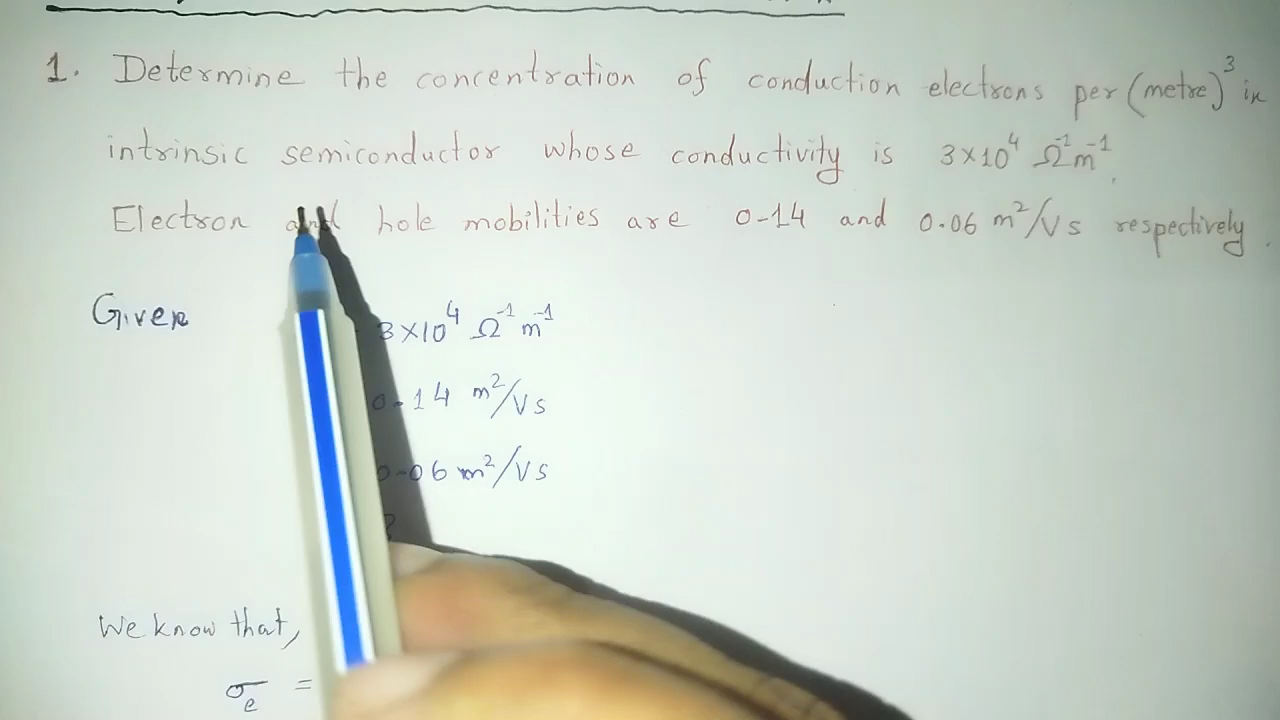 1. Determine the concentration of conduction electrons per (metre)³ in
intrinsic semiconductor whose conductivity is 3×10⁴ Ω⁻¹m⁻¹.
Electron and hole mobilities are 0.14 and 0.06 m²/Vs respectively.
Given
3×10⁴ Ω⁻¹ m⁻¹
0.14 m²/Vs
0.06 m²/Vs
?
We know that,
σₑ =